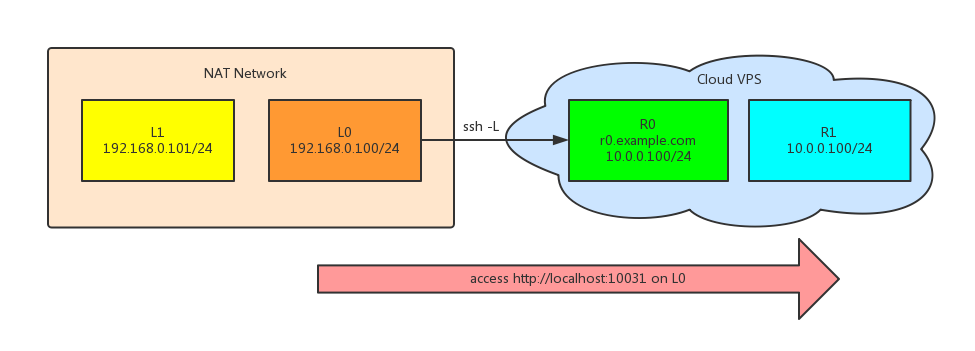 NAT Network
L1
192.168.0.101/24
L0
192.168.0.100/24
ssh -L
Cloud VPS
R0
r0.example.com
10.0.0.100/24
R1
10.0.0.100/24
access http://localhost:10031 on L0